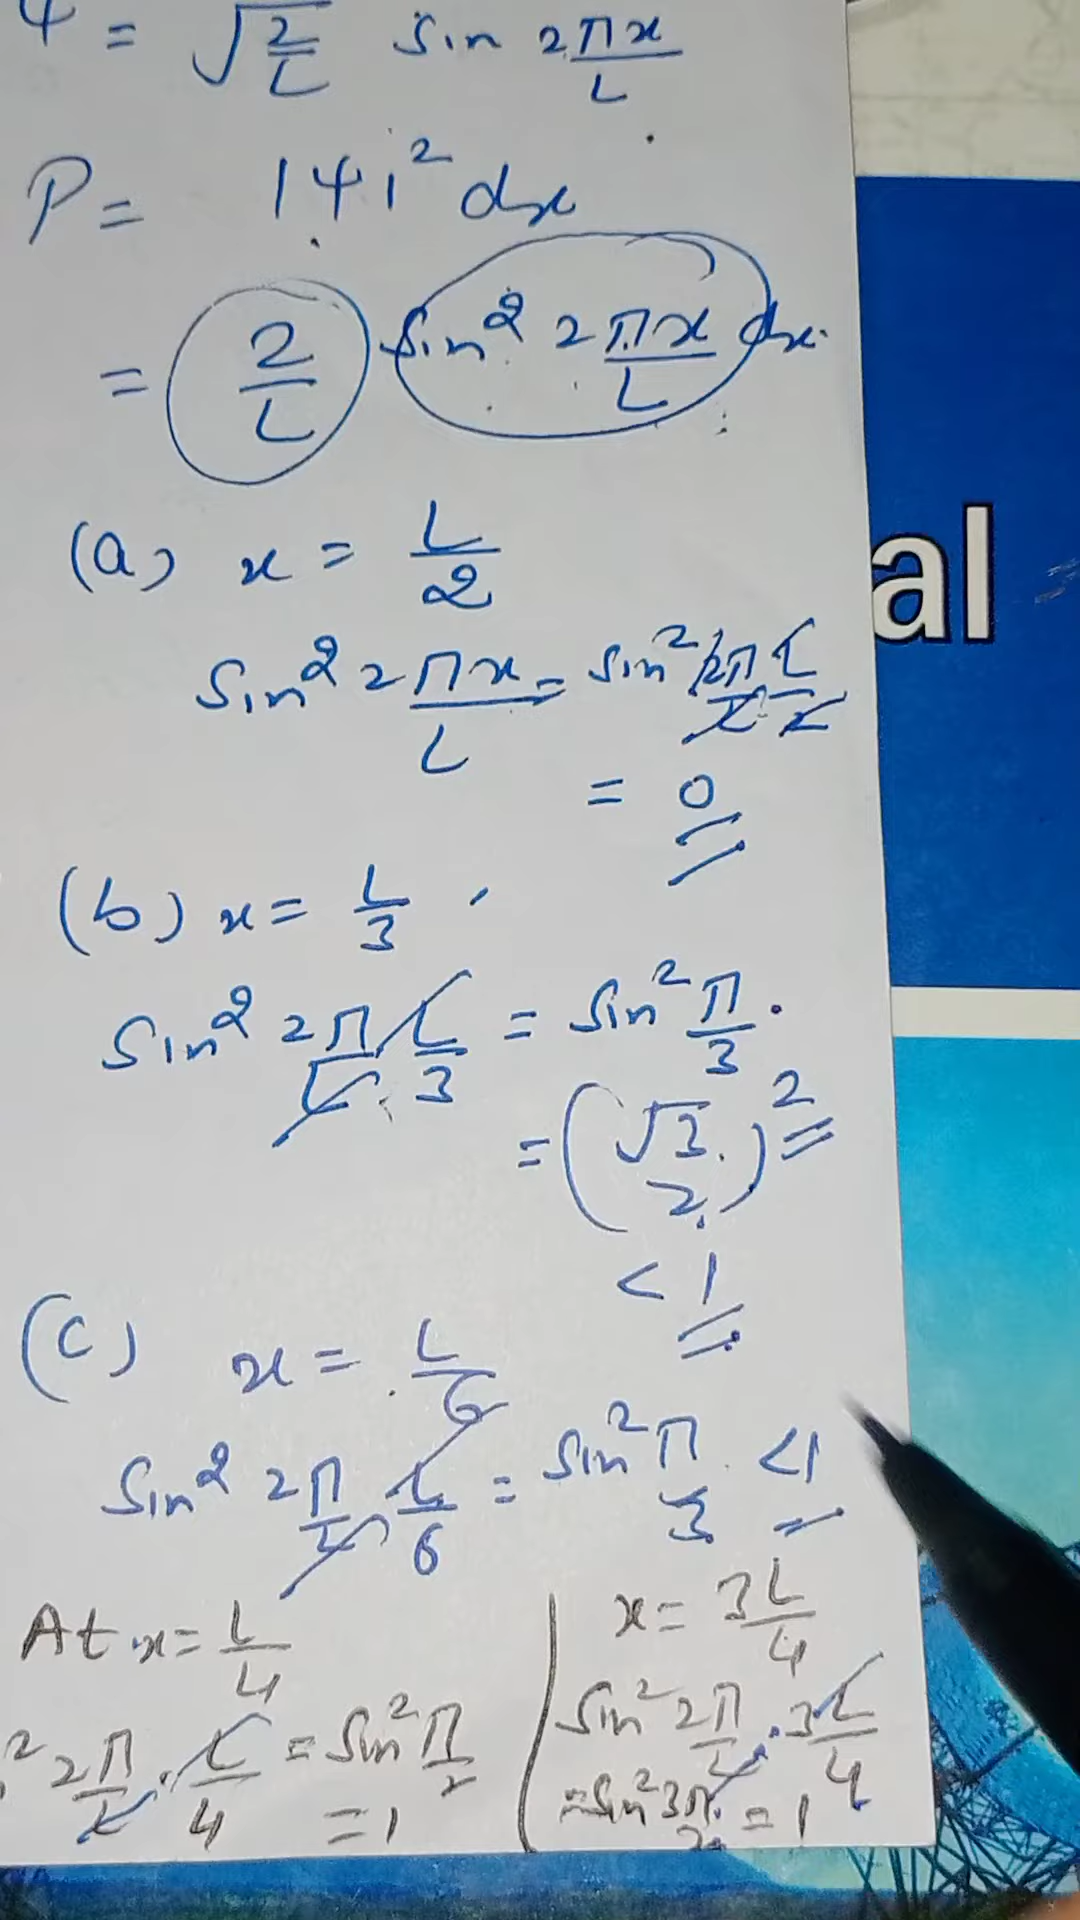 Ψ = √(2/L) Sin 2πx/L
P = |Ψ|² dx
= 2/L Sin² 2πx/L dx.
al
(a) x = L/2
Sin² 2πx/L = Sin² 2π/L L/2
= 0
(b) x = L/3
Sin² 2π/L . L/3 = Sin² π/3 .
= (√3/2)²
< 1
(c) x = L/6
Sin² 2π/L L/6 = Sin² π/3 < 1
At x = L/4
² 2π/L . L/4 = Sin² π/2
= 1
x = 3L/4
Sin² 2π/L . 3L/4
= Sin² 3π/2 = 1